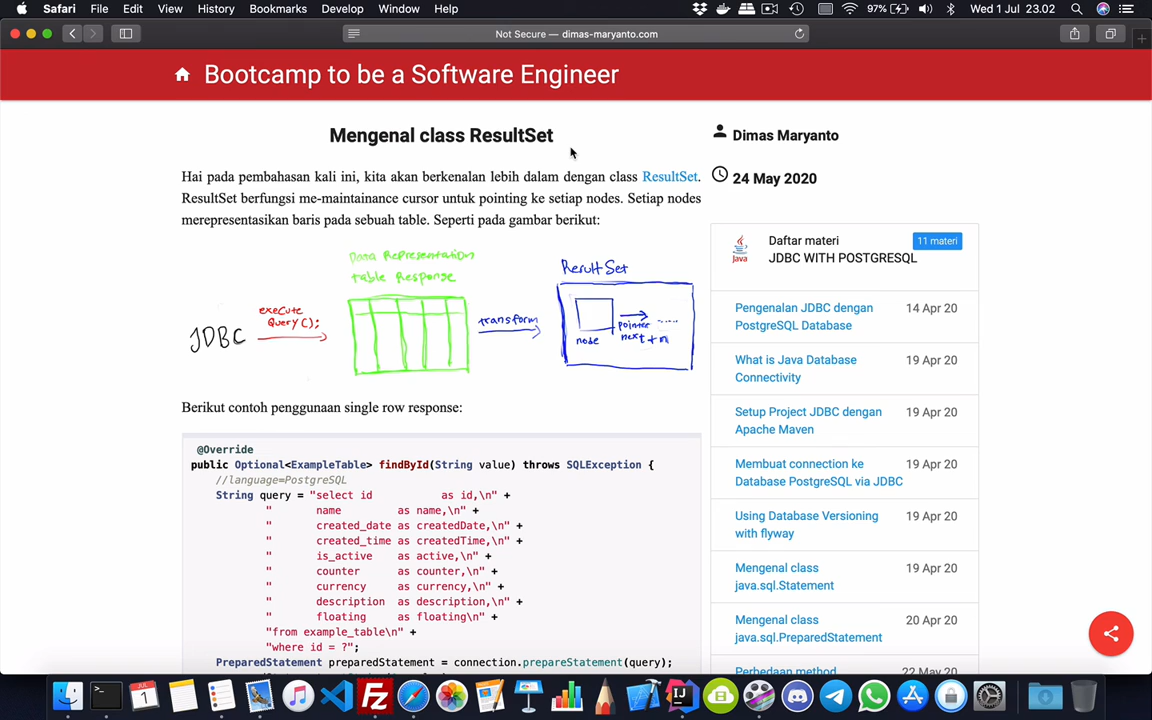 Safari File Edit View History Bookmarks Develop Window Help 97% Wed 1 Jul 23.02
Not Secure — dimas-maryanto.com
Bootcamp to be a Software Engineer
Mengenal class ResultSet
Hai pada pembahasan kali ini, kita akan berkenalan lebih dalam dengan class ResultSet.
ResultSet berfungsi me-maintainance cursor untuk pointing ke setiap nodes. Setiap nodes
merepresentasikan baris pada sebuah table. Seperti pada gambar berikut:
Data Representation
table Response
JDBC
execute
Query();
transform
ResultSet
node
pointer ......
next + n
Berikut contoh penggunaan single row response:
@Override
public Optional<ExampleTable> findById(String value) throws SQLException {
//language=PostgreSQL
String query = "select id as id,\n" +
" name as name,\n" +
" created_date as createdDate,\n" +
" created_time as createdTime,\n" +
" is_active as active,\n" +
" counter as counter,\n" +
" currency as currency,\n" +
" description as description,\n" +
" floating as floating\n" +
"from example_table\n" +
"where id = ?";
PreparedStatement preparedStatement = connection.prepareStatement(query);
Dimas Maryanto
24 May 2020
Daftar materi 11 materi
JDBC WITH POSTGRESQL
Java
Pengenalan JDBC dengan 14 Apr 20
PostgreSQL Database
What is Java Database 19 Apr 20
Connectivity
Setup Project JDBC dengan 19 Apr 20
Apache Maven
Membuat connection ke 19 Apr 20
Database PostgreSQL via JDBC
Using Database Versioning 19 Apr 20
with flyway
Mengenal class 19 Apr 20
java.sql.Statement
Mengenal class 20 Apr 20
java.sql.PreparedStatement
Perbedaan method 22 May 20